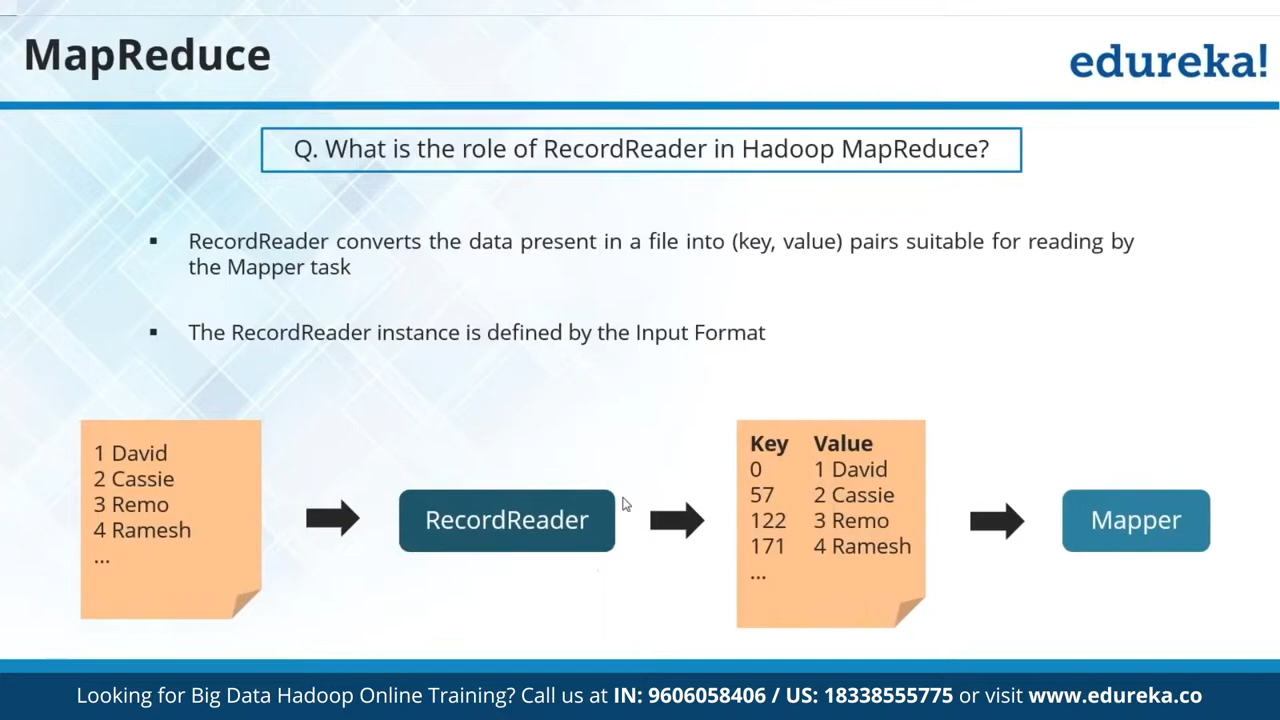 MapReduce
edureka!
Q. What is the role of RecordReader in Hadoop MapReduce?
▪ RecordReader converts the data present in a file into (key, value) pairs suitable for reading by
the Mapper task
▪ The RecordReader instance is defined by the Input Format
1 David
2 Cassie
3 Remo
4 Ramesh
...
RecordReader
Key Value
0 1 David
57 2 Cassie
122 3 Remo
171 4 Ramesh
...
Mapper
Looking for Big Data Hadoop Online Training? Call us at IN: 9606058406 / US: 18338555775 or visit www.edureka.co